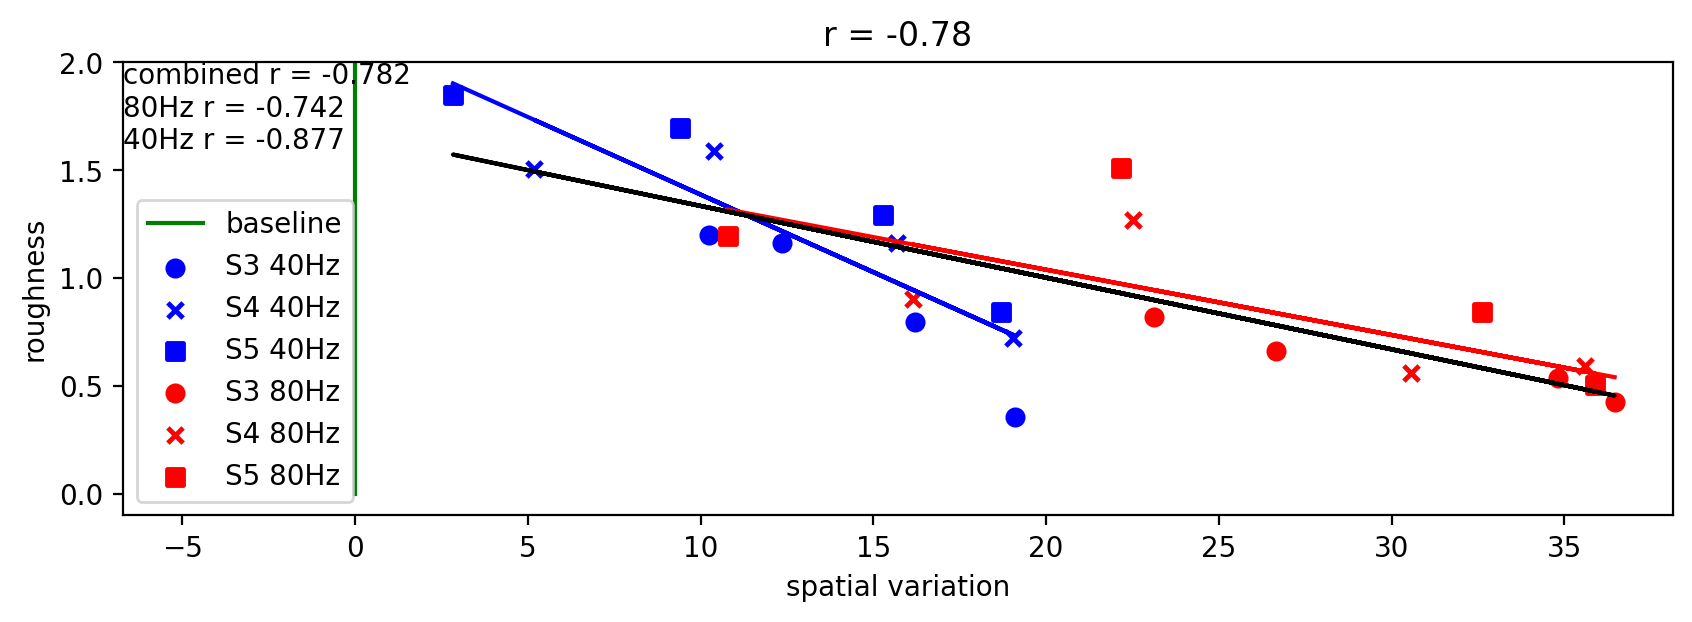 r = -0.78
combined r = -0.782
80Hz r = -0.742
40Hz r = -0.877
2.0
1.5
1.0
0.5
0.0
roughness
baseline
S3 40Hz
S4 40Hz
S5 40Hz
S3 80Hz
S4 80Hz
S5 80Hz
−5 0 5 10 15 20 25 30 35
spatial variation